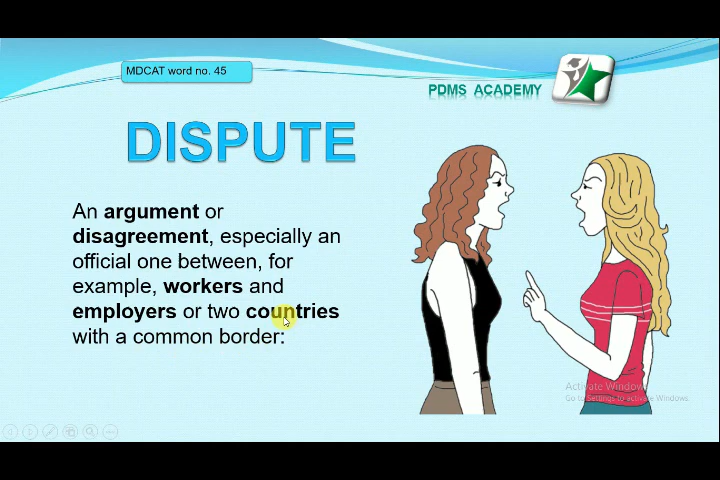 MDCAT word no. 45
PDMS ACADEMY
DISPUTE
An argument or
disagreement, especially an
official one between, for
example, workers and
employers or two countries
with a common border:
Activate Windows
Go to Settings to activate Windows.